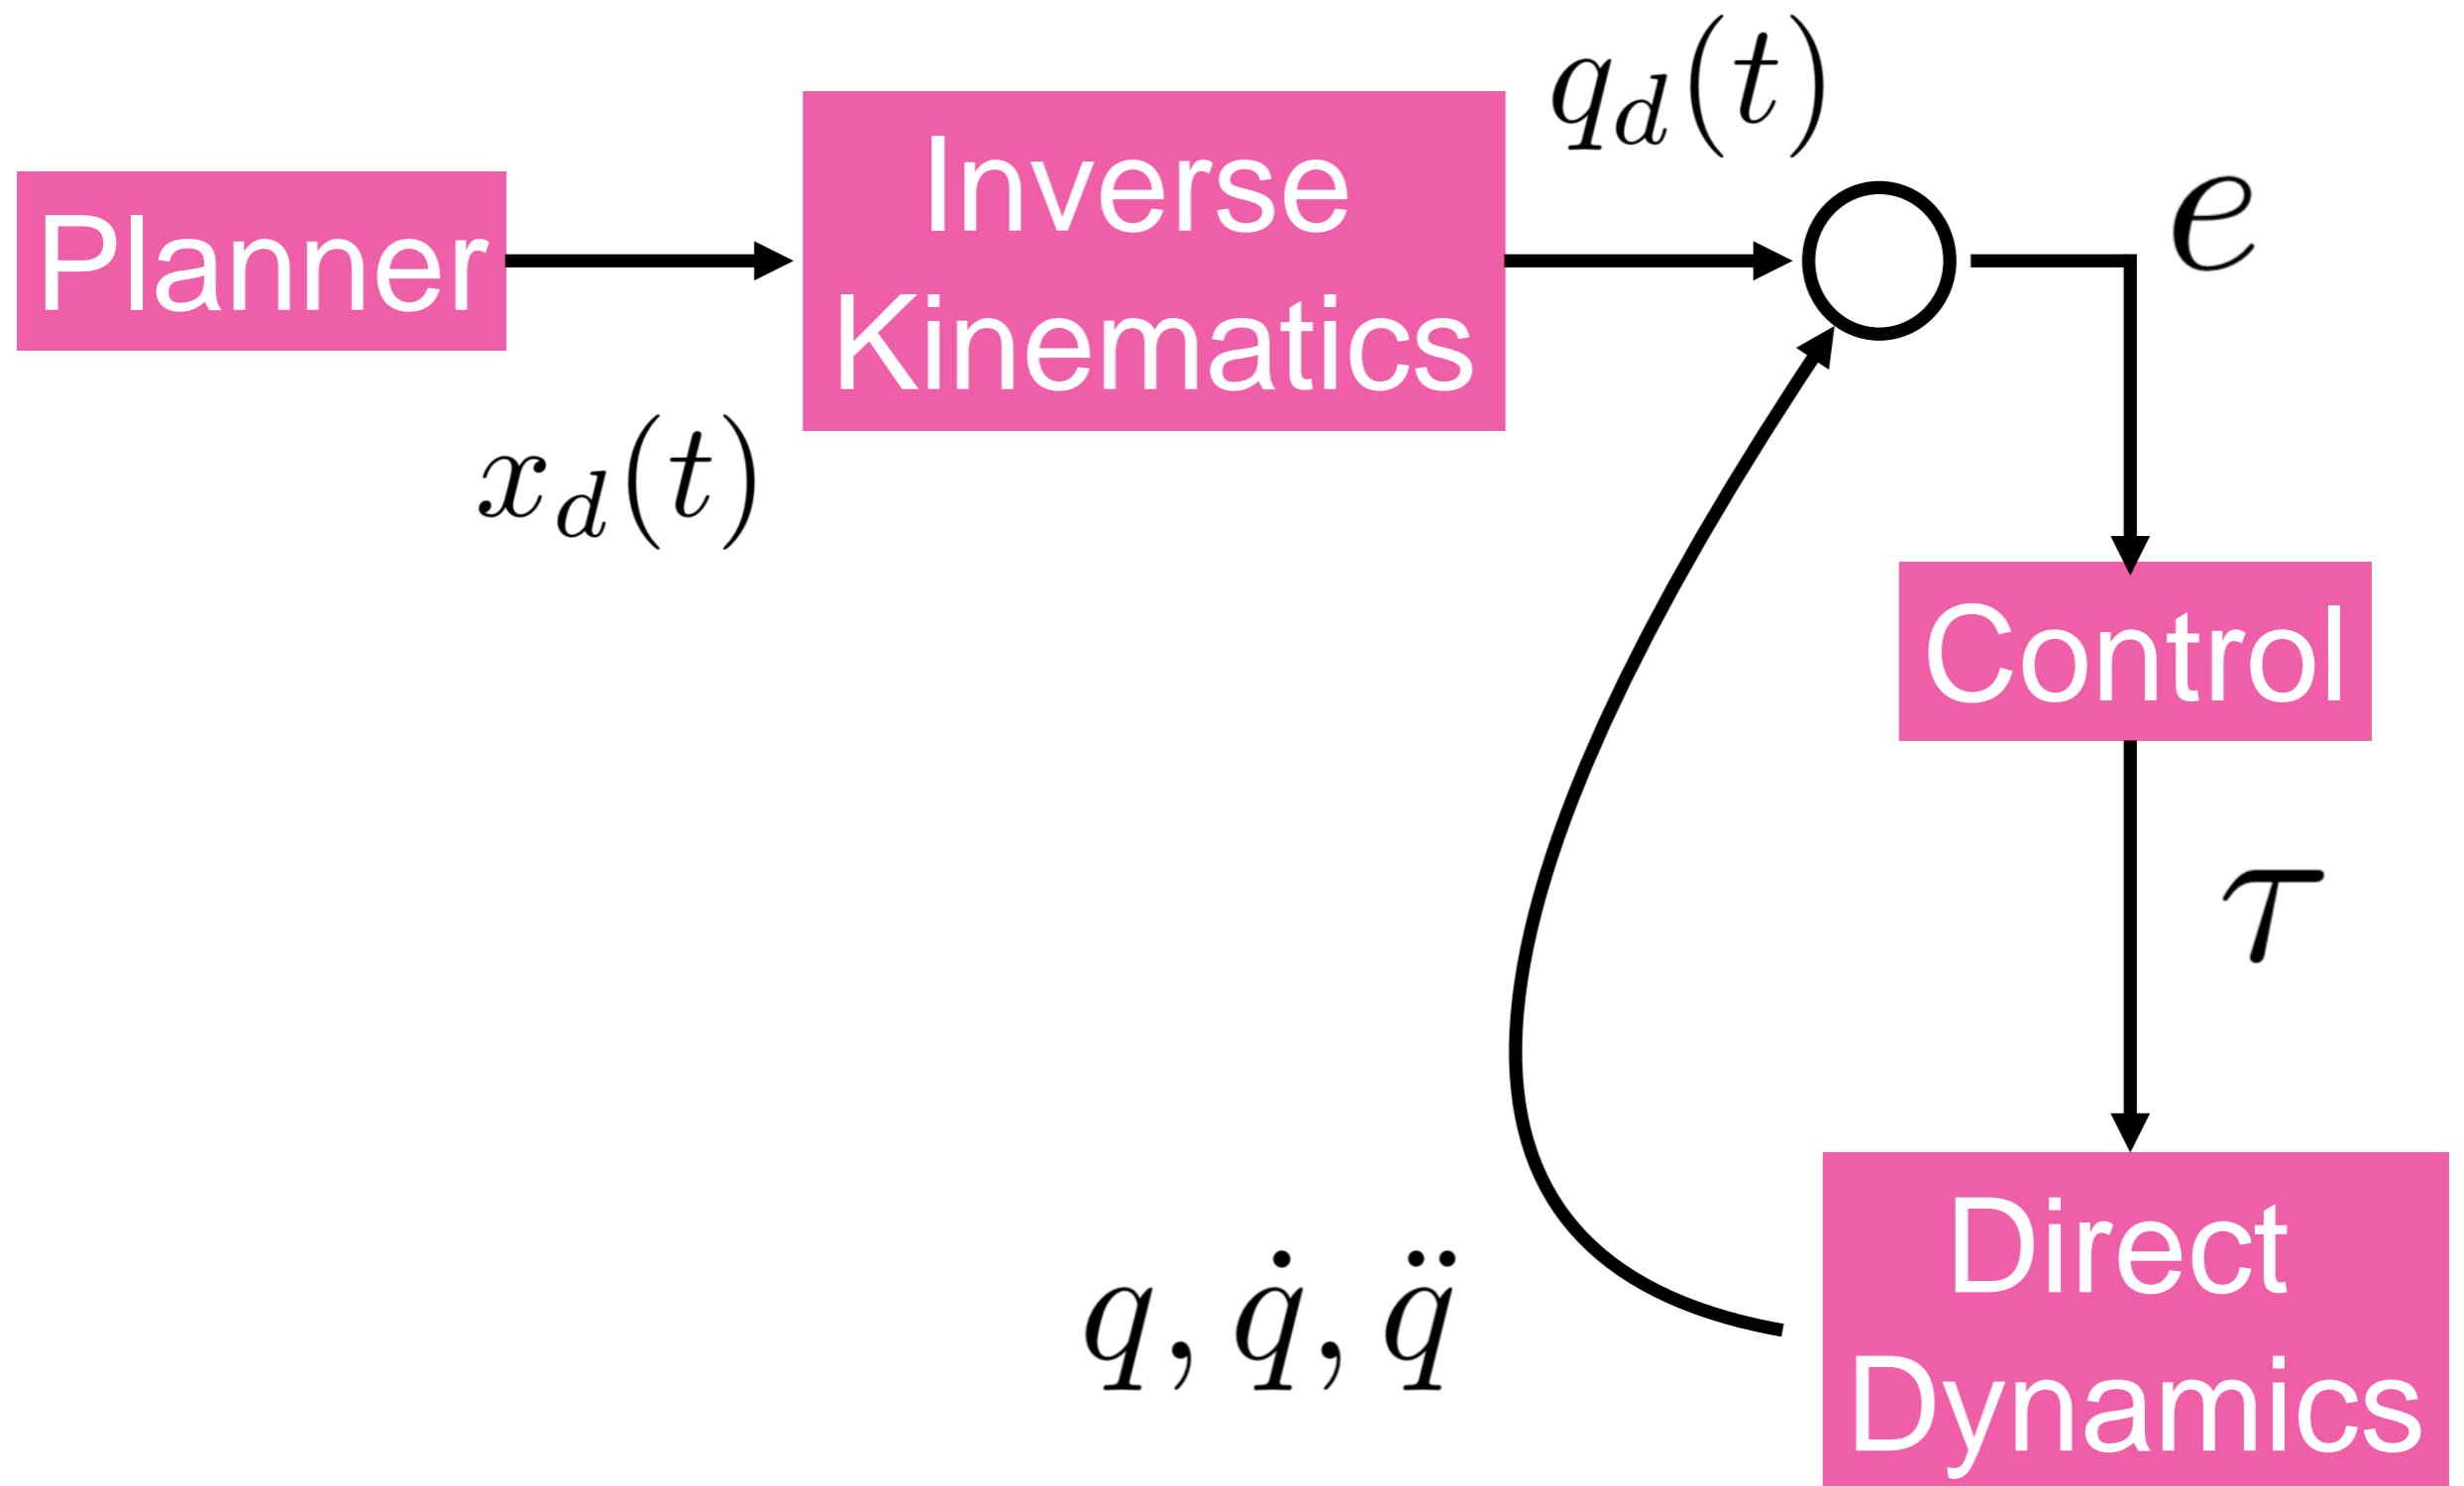 Planner
x_d(t)
Inverse
Kinematics
q_d(t)
e
Control
τ
Direct
Dynamics
q, q̇, q̈